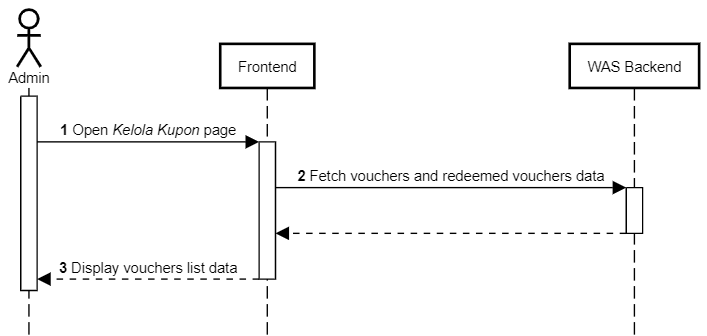 Admin
Frontend
WAS Backend
1 Open Kelola Kupon page
2 Fetch vouchers and redeemed vouchers data
3 Display vouchers list data